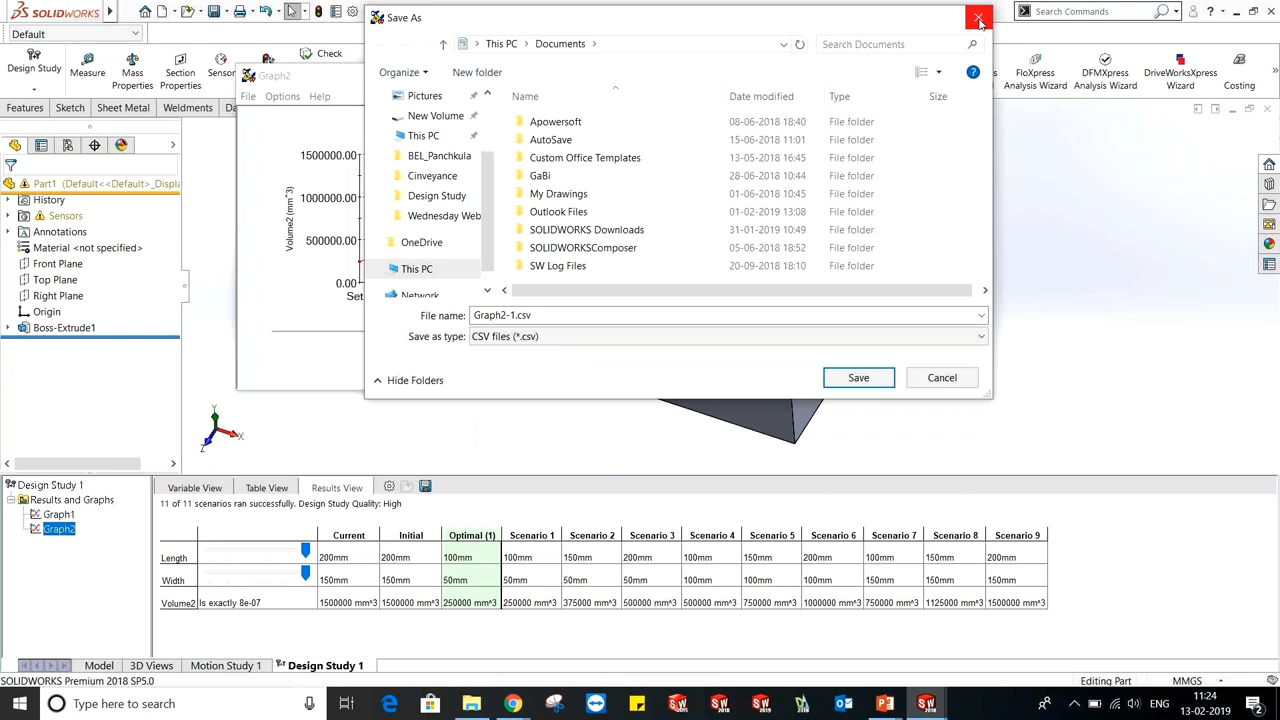 SOLIDWORKS
Search Commands
Default
Design Study
Measure
Mass Properties
Section Properties
Sensor
Check
FloXpress Analysis Wizard
DFMXpress Analysis Wizard
DriveWorksXpress Wizard
Costing
Features
Sketch
Sheet Metal
Weldments
Part1 (Default<<Default>_Displa
History
Sensors
Annotations
Material <not specified>
Front Plane
Top Plane
Right Plane
Origin
Boss-Extrude1
Graph2
File Options Help
1500000.00
1000000.00
500000.00
0.00
Volume2 (mm^3)
Save As
This PC
Documents
Search Documents
Organize
New folder
Pictures
New Volume
This PC
BEL_Panchkula
Cinveyance
Design Study
Wednesday Web
OneDrive
This PC
Network
Name Date modified Type Size
Apowersoft 08-06-2018 18:40 File folder
AutoSave 15-06-2018 11:01 File folder
Custom Office Templates 13-05-2018 16:45 File folder
GaBi 28-06-2018 10:44 File folder
My Drawings 01-06-2018 10:45 File folder
Outlook Files 01-02-2019 13:08 File folder
SOLIDWORKS Downloads 31-01-2019 10:49 File folder
SOLIDWORKSComposer 05-06-2018 18:52 File folder
SW Log Files 20-09-2018 18:10 File folder
File name: Graph2-1.csv
Save as type: CSV files (*.csv)
Hide Folders
Save
Cancel
Y
X
Z
Design Study 1
Results and Graphs
Graph1
Graph2
Variable View
Table View
Results View
11 of 11 scenarios ran successfully. Design Study Quality: High
Current Initial Optimal (1) Scenario 1 Scenario 2 Scenario 3 Scenario 4 Scenario 5 Scenario 6 Scenario 7 Scenario 8 Scenario 9
Length 200mm 200mm 100mm 100mm 150mm 200mm 100mm 150mm 200mm 100mm 150mm 200mm
Width 150mm 150mm 50mm 50mm 50mm 50mm 100mm 100mm 100mm 150mm 150mm 150mm
Volume2 Is exactly 8e-07 1500000 mm^3 1500000 mm^3 250000 mm^3 250000 mm^3 375000 mm^3 500000 mm^3 500000 mm^3 750000 mm^3 1000000 mm^3 750000 mm^3 1125000 mm^3 1500000 mm^3
Model
3D Views
Motion Study 1
Design Study 1
SOLIDWORKS Premium 2018 SP5.0
Editing Part
MMGS
Type here to search
ENG
11:24
13-02-2019